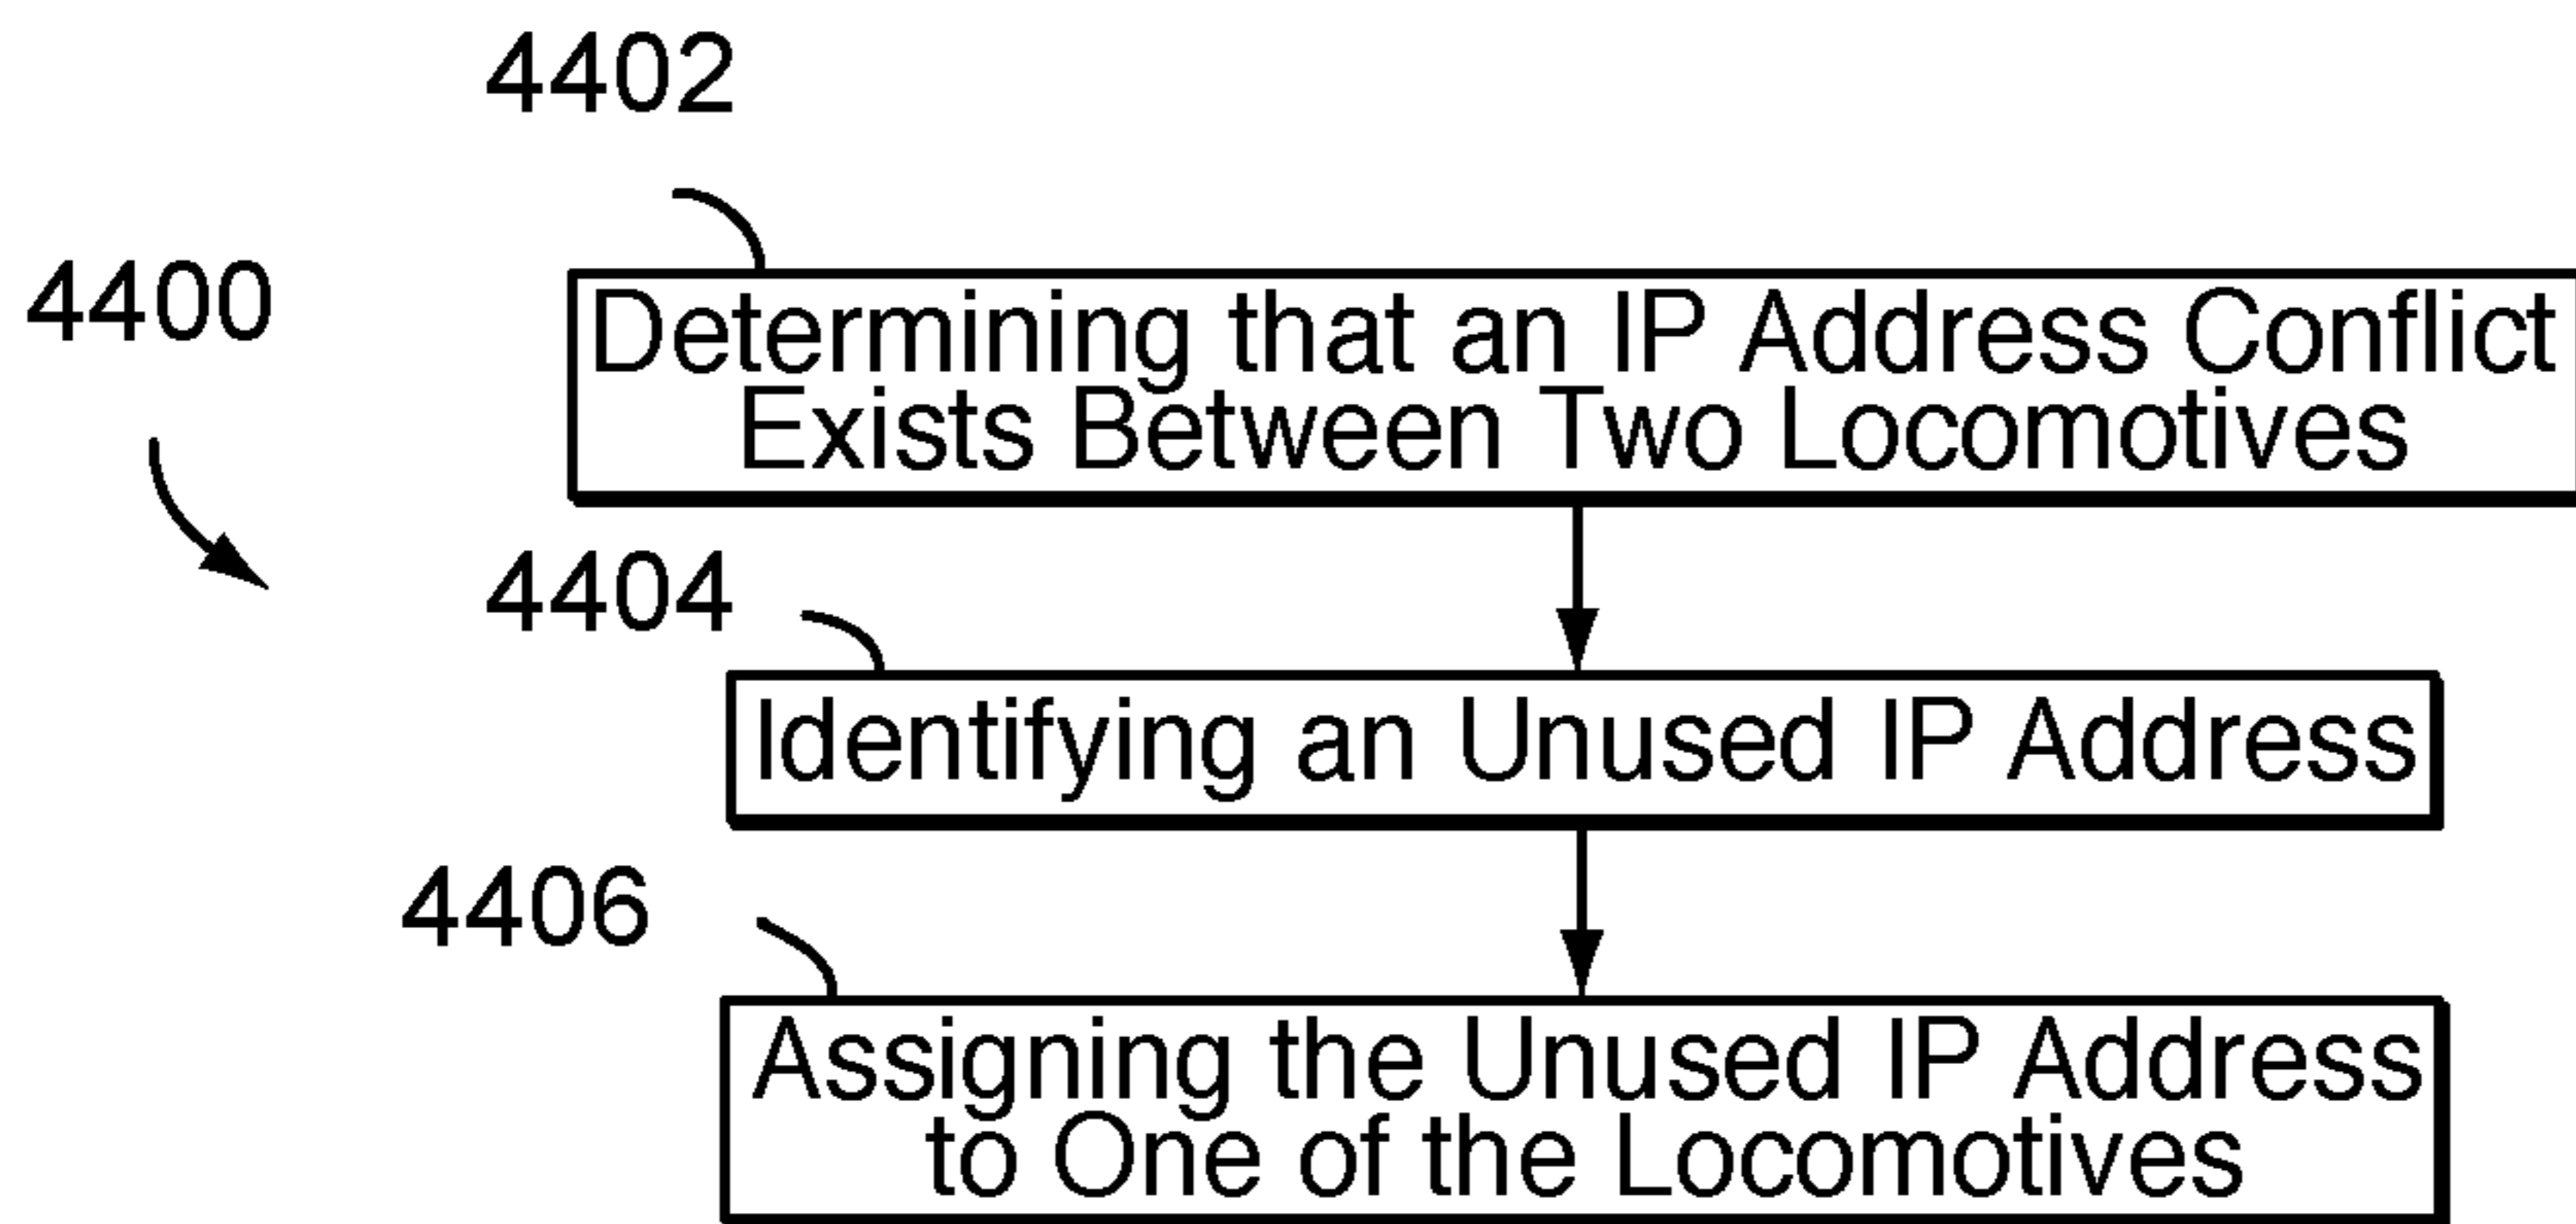 4402
4400
Determining that an IP Address Conflict
Exists Between Two Locomotives
4404
Identifying an Unused IP Address
4406
Assigning the Unused IP Address
to One of the Locomotives